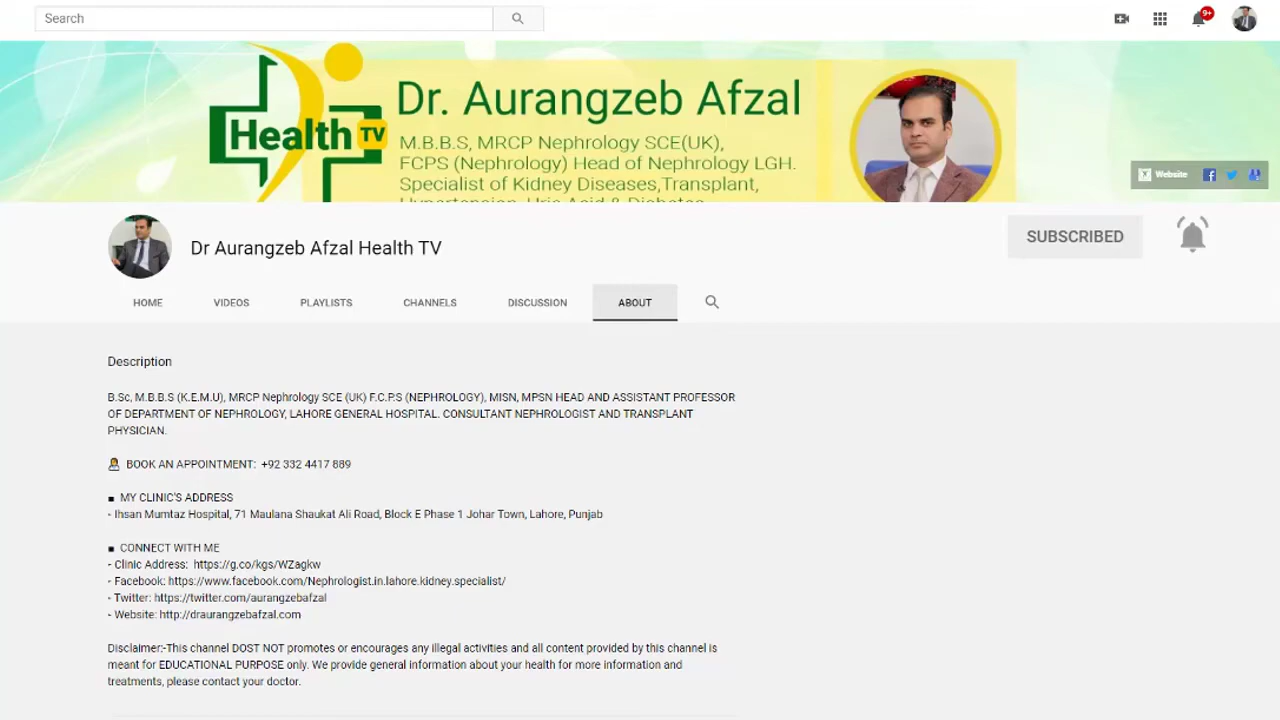 Search
9+
Health TV
Dr. Aurangzeb Afzal
M.B.B.S, MRCP Nephrology SCE(UK),
FCPS (Nephrology) Head of Nephrology LGH.
Specialist of Kidney Diseases,Transplant,
Hypertension, Uric Acid & Diabetes
Website
Dr Aurangzeb Afzal Health TV
SUBSCRIBED
HOME VIDEOS PLAYLISTS CHANNELS DISCUSSION ABOUT
Description
B.Sc, M.B.B.S (K.E.M.U), MRCP Nephrology SCE (UK) F.C.P.S (NEPHROLOGY), MISN, MPSN HEAD AND ASSISTANT PROFESSOR
OF DEPARTMENT OF NEPHROLOGY, LAHORE GENERAL HOSPITAL. CONSULTANT NEPHROLOGIST AND TRANSPLANT
PHYSICIAN.
BOOK AN APPOINTMENT: +92 332 4417 889
■ MY CLINIC'S ADDRESS
- Ihsan Mumtaz Hospital, 71 Maulana Shaukat Ali Road, Block E Phase 1 Johar Town, Lahore, Punjab
■ CONNECT WITH ME
- Clinic Address: https://g.co/kgs/WZagkw
- Facebook: https://www.facebook.com/Nephrologist.in.lahore.kidney.specialist/
- Twitter: https://twitter.com/aurangzebafzal
- Website: http://draurangzebafzal.com
Disclaimer:-This channel DOST NOT promotes or encourages any illegal activities and all content provided by this channel is
meant for EDUCATIONAL PURPOSE only. We provide general information about your health for more information and
treatments, please contact your doctor.